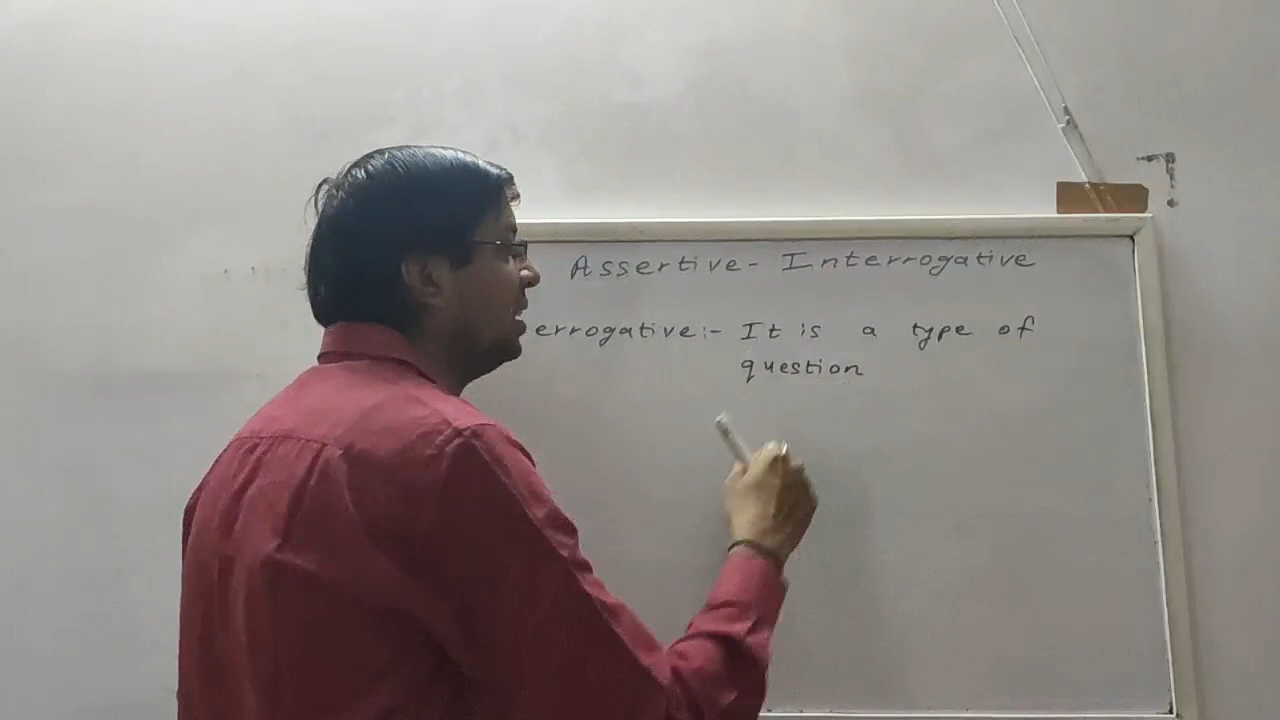 Assertive - Interrogative
errogative:- It is a type of
question